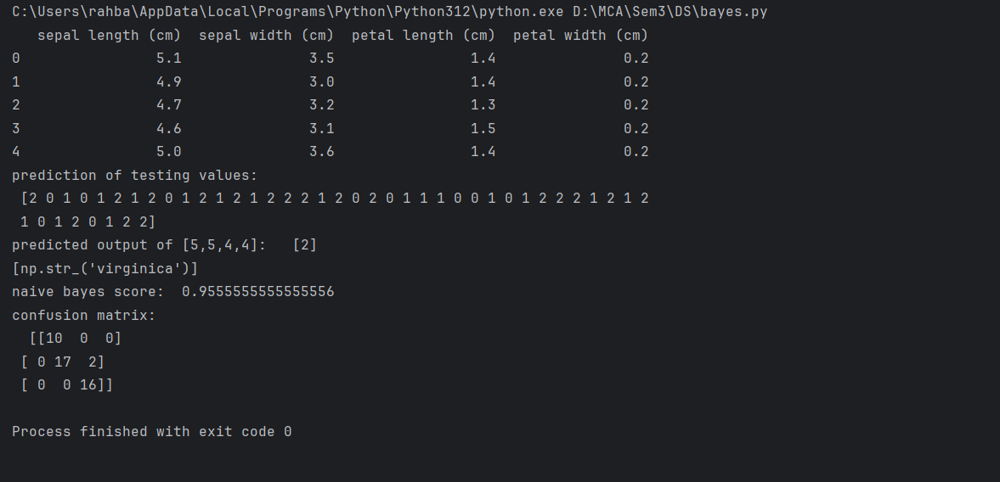 C:\Users\rahba\AppData\Local\Programs\Python\Python312\python.exe D:\MCA\Sem3\DS\bayes.py
   sepal length (cm)  sepal width (cm)  petal length (cm)  petal width (cm)
0                5.1               3.5                1.4               0.2
1                4.9               3.0                1.4               0.2
2                4.7               3.2                1.3               0.2
3                4.6               3.1                1.5               0.2
4                5.0               3.6                1.4               0.2
prediction of testing values:
 [2 0 1 0 1 2 1 2 0 1 2 1 2 1 2 2 2 1 2 0 2 0 1 1 1 0 0 1 0 1 2 2 2 1 2 1 2
 1 0 1 2 0 1 2 2]
predicted output of [5,5,4,4]:   [2]
[np.str_('virginica')]
naive bayes score:  0.9555555555555556
confusion matrix:
  [[10  0  0]
 [ 0 17  2]
 [ 0  0 16]]
Process finished with exit code 0